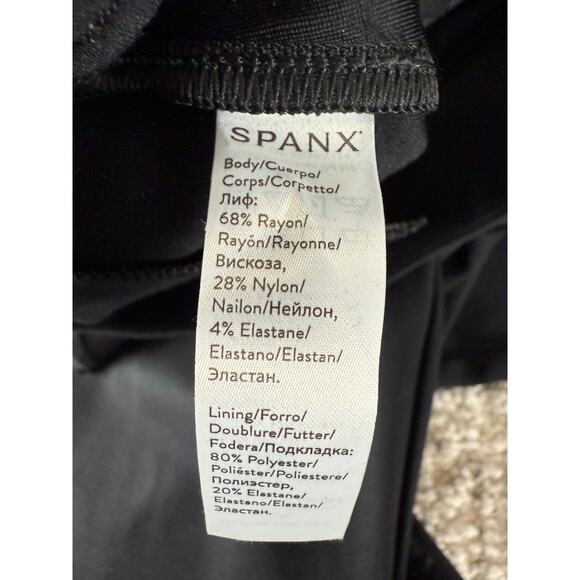 SPANX
Body/Cuerpo/
Corps/Corpetto/
Лиф:
68% Rayon/
Rayón/Rayonne/
Вискоза,
28% Nylon/
Nailon/Нейлон,
4% Elastane/
Elastano/Elastan/
Эластан.
Lining/Forro/
Doublure/Futter/
Fodera/Подкладка:
80% Polyester/
Poliéster/Poliestere/
Полиэстер,
20% Elastane/
Elastano/Elastan/
Эластан.